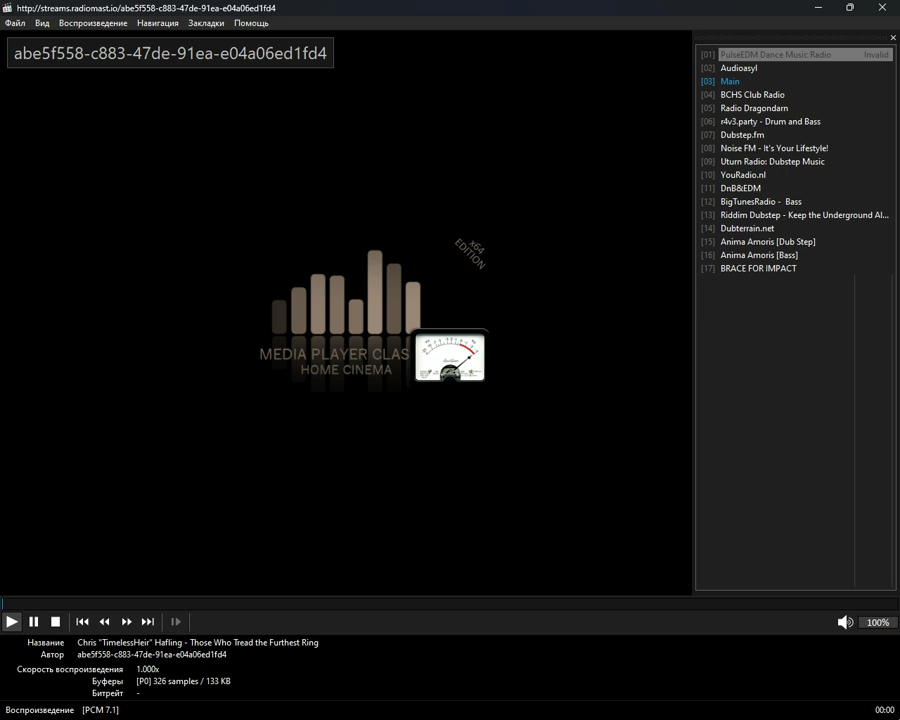 http://streams.radiomast.io/abe5f558-c883-47de-91ea-e04a06ed1fd4
Файл Вид Воспроизведение Навигация Закладки Помощь
abe5f558-c883-47de-91ea-e04a06ed1fd4
[01] PulseEDM Dance Music Radio Invalid
[02] Audioasyl
[03] Main
[04] BCHS Club Radio
[05] Radio Dragondarn
[06] r4v3.party - Drum and Bass
[07] Dubstep.fm
[08] Noise FM - It's Your Lifestyle!
[09] Uturn Radio: Dubstep Music
[10] YouRadio.nl
[11] DnB&EDM
[12] BigTunesRadio - Bass
[13] Riddim Dubstep - Keep the Underground Al...
[14] Dubterrain.net
[15] Anima Amoris [Dub Step]
[16] Anima Amoris [Bass]
[17] BRACE FOR IMPACT
x64
EDITION
MEDIA PLAYER CLAS
HOME CINEMA
100%
Название Chris "TimelessHeir" Hafling - Those Who Tread the Furthest Ring
Автор abe5f558-c883-47de-91ea-e04a06ed1fd4
Скорость воспроизведения 1.000x
Буферы [P0] 326 samples / 133 KB
Битрейт -
Воспроизведение [PCM 7.1] 00:00